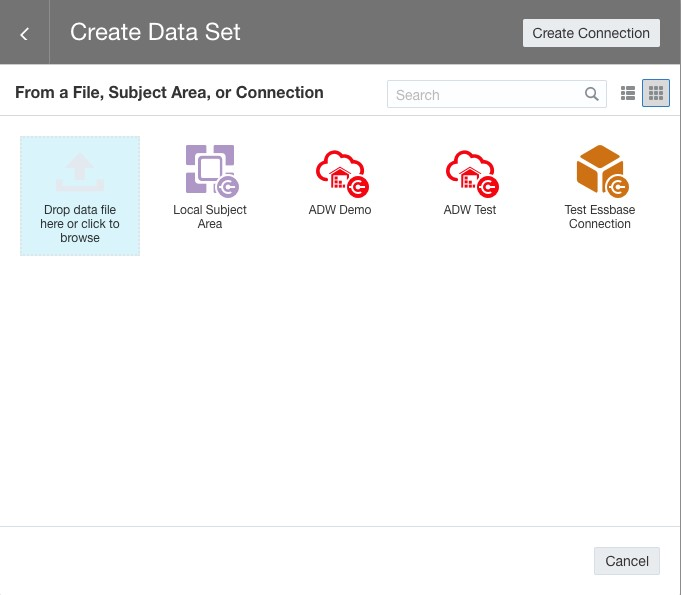 Create Data Set
Create Connection
From a File, Subject Area, or Connection
Search
Drop data file
here or click to
browse
Local Subject
Area
ADW Demo
ADW Test
Test Essbase
Connection
Cancel